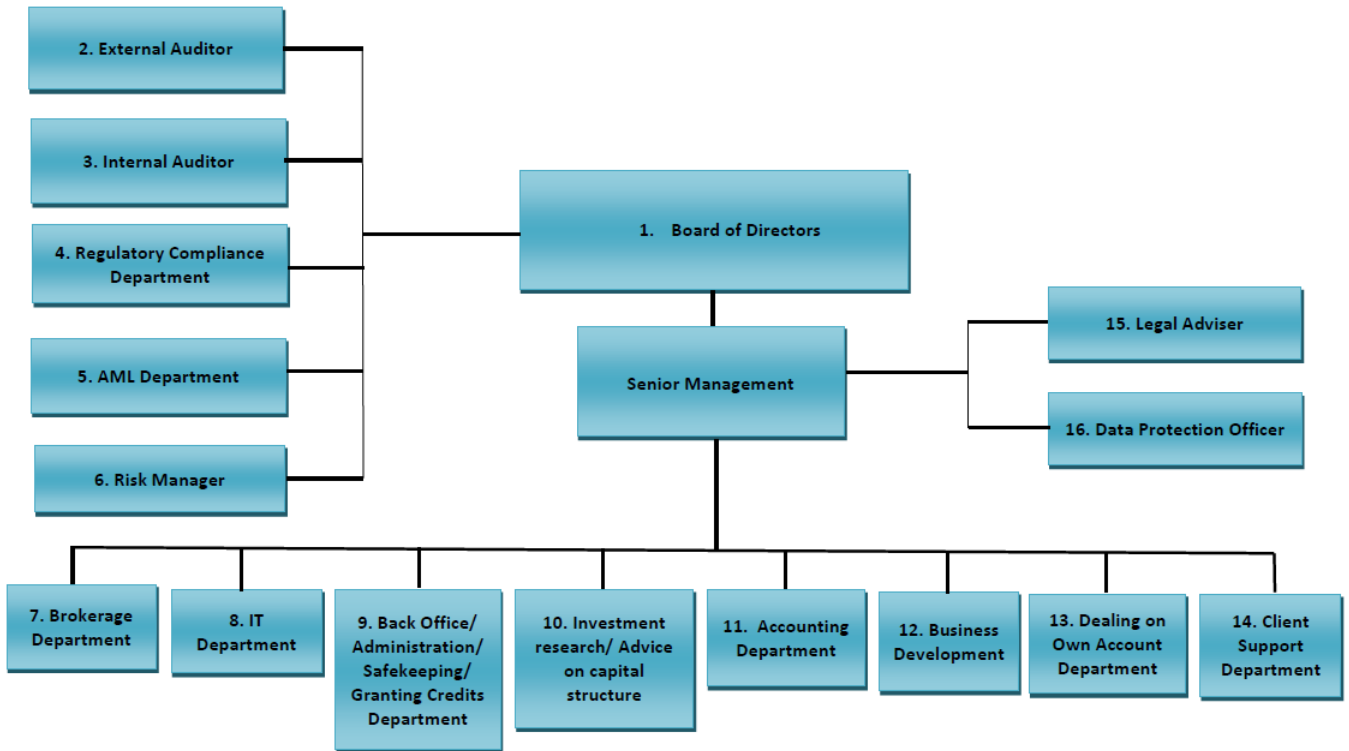 2. External Auditor
3. Internal Auditor
4. Regulatory Compliance
Department
5. AML Department
6. Risk Manager
1. Board of Directors
Senior Management
15. Legal Adviser
16. Data Protection Officer
7. Brokerage
Department
8. IT
Department
9. Back Office/
Administration/
Safekeeping/
Granting Credits
Department
10. Investment
research/ Advice
on capital
structure
11. Accounting
Department
12. Business
Development
13. Dealing on
Own Account
Department
14. Client
Support
Department